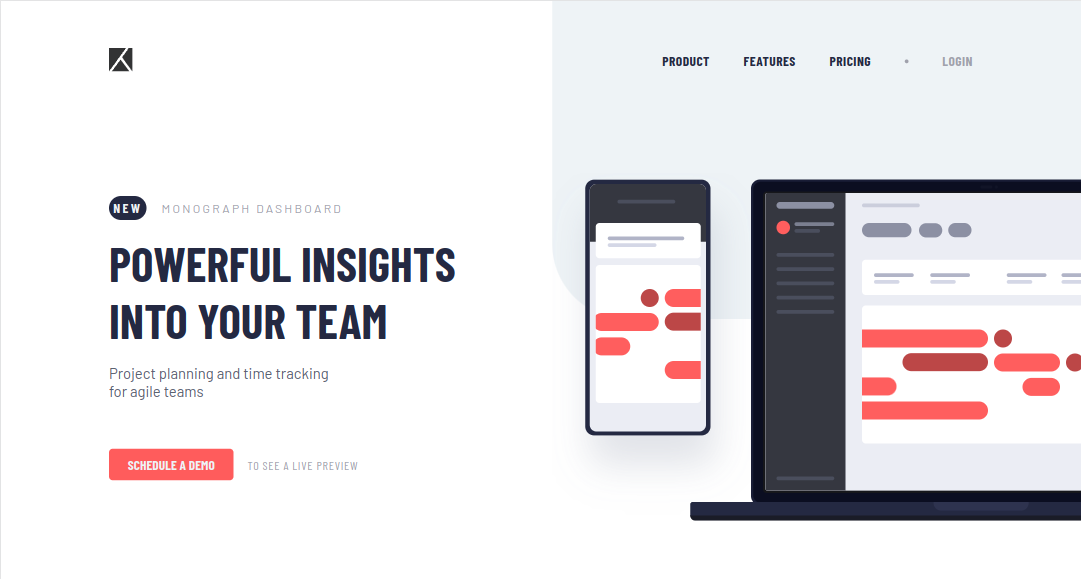 PRODUCT FEATURES PRICING • LOGIN
NEW MONOGRAPH DASHBOARD
POWERFUL INSIGHTS
INTO YOUR TEAM
Project planning and time tracking
for agile teams
SCHEDULE A DEMO TO SEE A LIVE PREVIEW